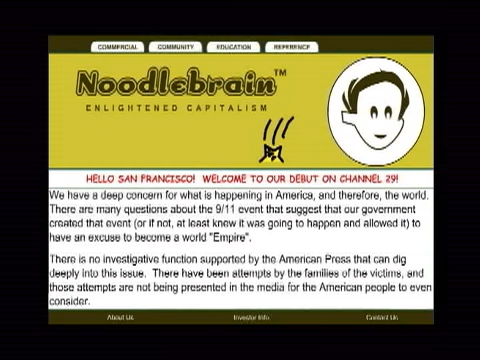 COMMERCIAL COMMUNITY EDUCATION REFERENCE
Noodlebrain™
ENLIGHTENED CAPITALISM
HELLO SAN FRANCISCO! WELCOME TO OUR DEBUT ON CHANNEL 29!
We have a deep concern for what is happening in America, and therefore, the world.
There are many questions about the 9/11 event that suggest that our government
created that event (or if not, at least knew it was going to happen and allowed it) to
have an excuse to become a world "Empire".
There is no investigative function supported by the American Press that can dig
deeply into this issue. There have been attempts by the families of the victims, and
those attempts are not being presented in the media for the American people to even
consider.
About Us Investor Info Contact Us